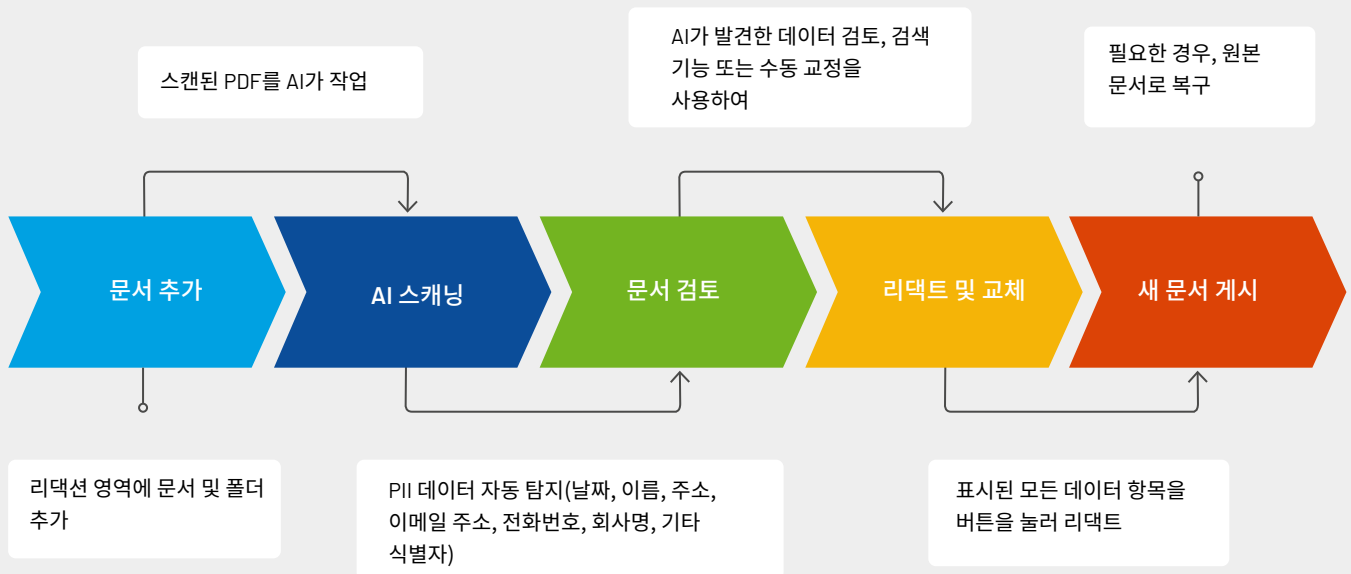 스캔된 PDF를 AI가 작업
AI가 발견한 데이터 검토, 검색
기능 또는 수동 교정을
사용하여
필요한 경우, 원본
문서로 복구
문서 추가
AI 스캐닝
문서 검토
리댁트 및 교체
새 문서 게시
리댁션 영역에 문서 및 폴더
추가
PII 데이터 자동 탐지(날짜, 이름, 주소,
이메일 주소, 전화번호, 회사명, 기타
식별자)
표시된 모든 데이터 항목을
버튼을 눌러 리댁트